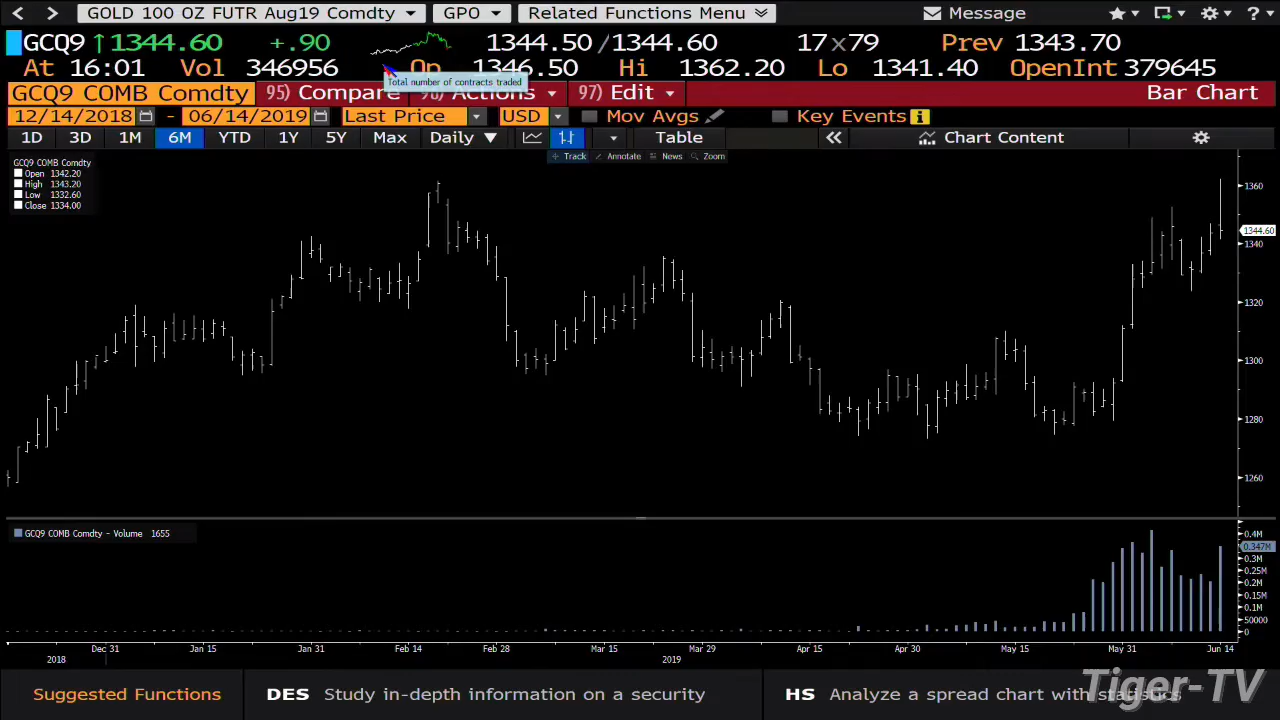 GOLD 100 OZ FUTR Aug19 Comdty GPO Related Functions Menu Message
GCQ9 ↑1344.60 +.90 1344.50/1344.60 17x79 Prev 1343.70
At 16:01 Vol 346956 Op 1346.50 Hi 1362.20 Lo 1341.40 OpenInt 379645
Total number of contracts traded
GCQ9 COMB Comdty 95) Compare 96) Actions 97) Edit Bar Chart
12/14/2018 - 06/14/2019 Last Price USD Mov Avgs Key Events
1D 3D 1M 6M YTD 1Y 5Y Max Daily ▼ Table « Chart Content
Track Annotate News Zoom
GCQ9 COMB Comdty
Open 1342.20
High 1343.20
Low 1332.60
Close 1334.00
1360
1344.60
1340
1320
1300
1280
1260
GCQ9 COMB Comdty - Volume 1655
0.4M
0.347M
0.3M
0.25M
0.2M
0.15M
0.1M
50000
0
Dec 31 Jan 15 Jan 31 Feb 14 Feb 28 Mar 15 Mar 29 Apr 15 Apr 30 May 15 May 31 Jun 14
2018 2019
Suggested Functions DES Study in-depth information on a security HS Analyze a spread chart with statistics
Tiger-TV